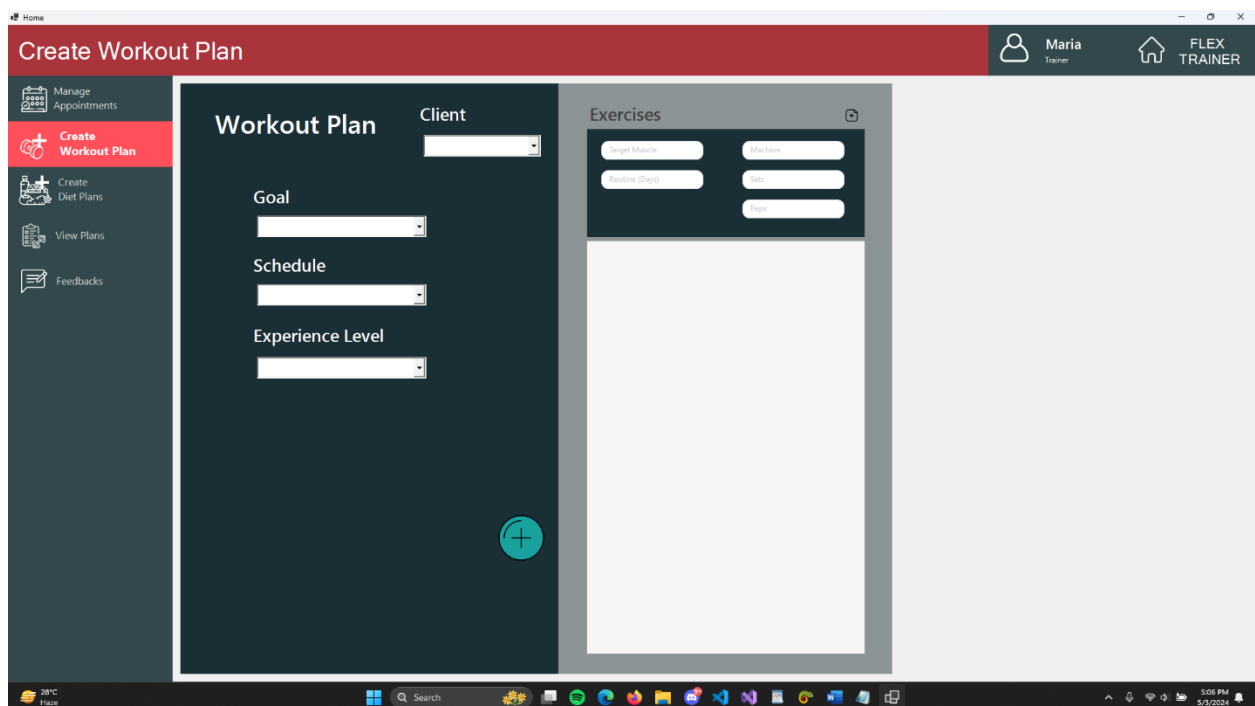 Home
Create Workout Plan
Maria
Trainer
FLEX
TRAINER
Manage
Appointments
Create
Workout Plan
Create
Diet Plans
View Plans
Feedbacks
Workout Plan
Client
Goal
Schedule
Experience Level
Exercises
Target Muscle
Machine
Routine (Days)
Sets
Reps
28°C
Haze
Search
5:06 PM
5/3/2024